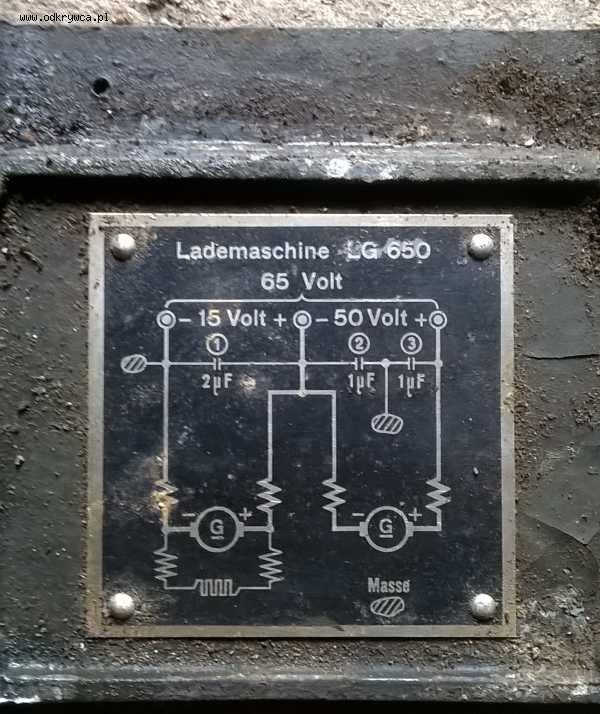 www.odkrywca.pl
Lademaschine LG 650
65 Volt
- 15 Volt + - 50 Volt +
1 2 3
2µF 1µF 1µF
- G + - G +
Masse